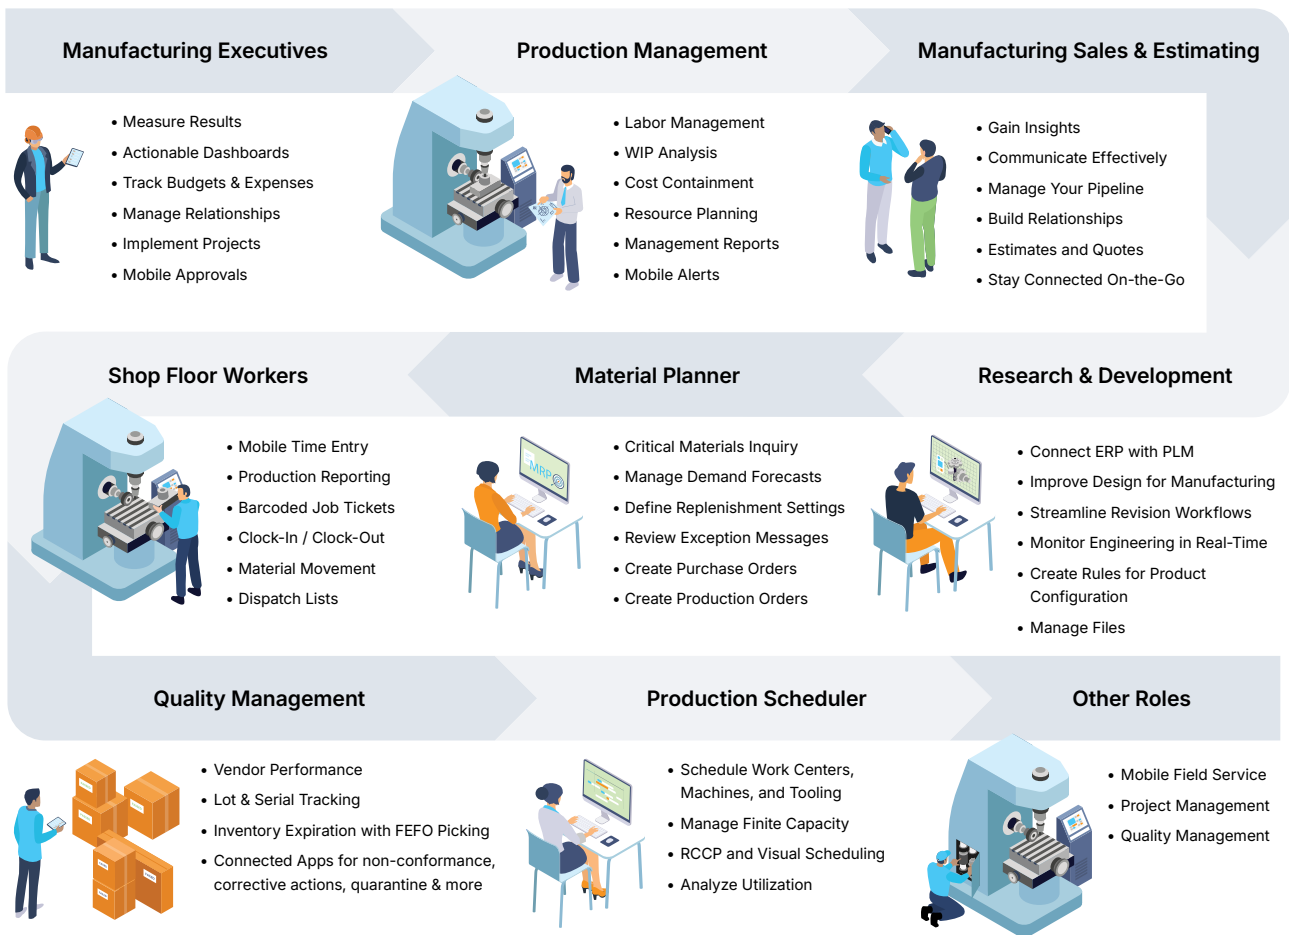 Manufacturing Executives
• Measure Results
• Actionable Dashboards
• Track Budgets & Expenses
• Manage Relationships
• Implement Projects
• Mobile Approvals
Production Management
• Labor Management
• WIP Analysis
• Cost Containment
• Resource Planning
• Management Reports
• Mobile Alerts
Manufacturing Sales & Estimating
• Gain Insights
• Communicate Effectively
• Manage Your Pipeline
• Build Relationships
• Estimates and Quotes
• Stay Connected On-the-Go
Shop Floor Workers
• Mobile Time Entry
• Production Reporting
• Barcoded Job Tickets
• Clock-In / Clock-Out
• Material Movement
• Dispatch Lists
Material Planner
MRP
• Critical Materials Inquiry
• Manage Demand Forecasts
• Define Replenishment Settings
• Review Exception Messages
• Create Purchase Orders
• Create Production Orders
Research & Development
• Connect ERP with PLM
• Improve Design for Manufacturing
• Streamline Revision Workflows
• Monitor Engineering in Real-Time
• Create Rules for Product
Configuration
• Manage Files
Quality Management
• Vendor Performance
• Lot & Serial Tracking
• Inventory Expiration with FEFO Picking
• Connected Apps for non-conformance,
corrective actions, quarantine & more
Production Scheduler
• Schedule Work Centers,
Machines, and Tooling
• Manage Finite Capacity
• RCCP and Visual Scheduling
• Analyze Utilization
Other Roles
• Mobile Field Service
• Project Management
• Quality Management